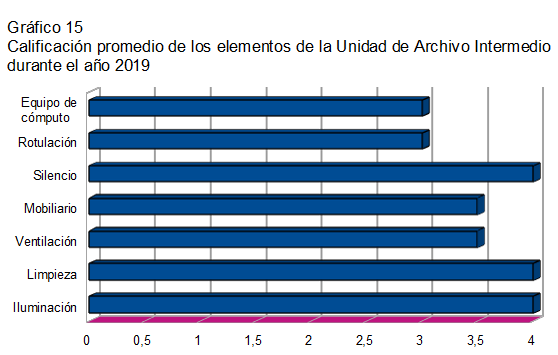 Gráfico 15
Calificación promedio de los elementos de la Unidad de Archivo Intermedio
durante el año 2019
Equipo de
cómputo
Rotulación
Silencio
Mobiliario
Ventilación
Limpieza
Iluminación
0 0,5 1 1,5 2 2,5 3 3,5 4